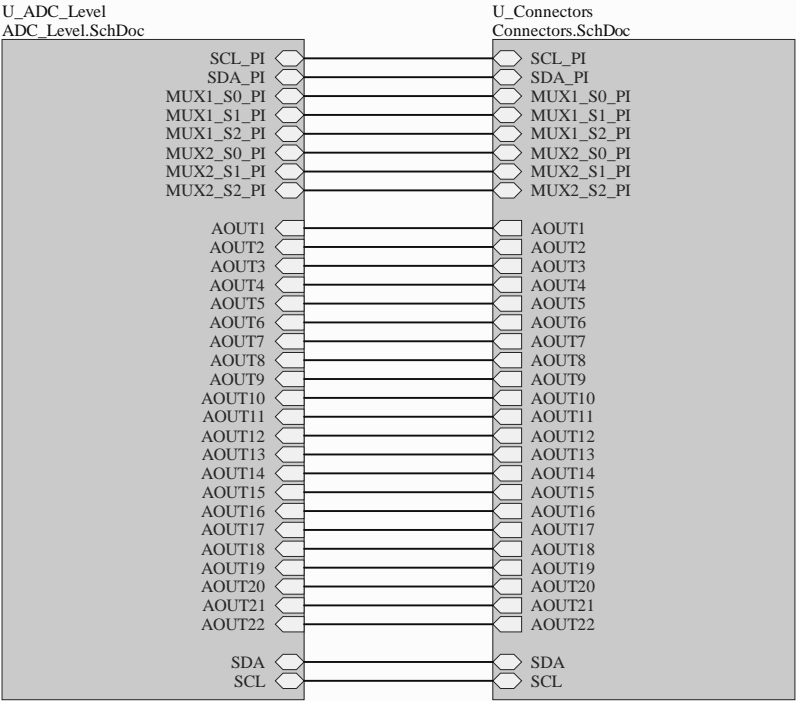 U_ADC_Level
ADC_Level.SchDoc
SCL_PI
SDA_PI
MUX1_S0_PI
MUX1_S1_PI
MUX1_S2_PI
MUX2_S0_PI
MUX2_S1_PI
MUX2_S2_PI
AOUT1
AOUT2
AOUT3
AOUT4
AOUT5
AOUT6
AOUT7
AOUT8
AOUT9
AOUT10
AOUT11
AOUT12
AOUT13
AOUT14
AOUT15
AOUT16
AOUT17
AOUT18
AOUT19
AOUT20
AOUT21
AOUT22
SDA
SCL
U_Connectors
Connectors.SchDoc
SCL_PI
SDA_PI
MUX1_S0_PI
MUX1_S1_PI
MUX1_S2_PI
MUX2_S0_PI
MUX2_S1_PI
MUX2_S2_PI
AOUT1
AOUT2
AOUT3
AOUT4
AOUT5
AOUT6
AOUT7
AOUT8
AOUT9
AOUT10
AOUT11
AOUT12
AOUT13
AOUT14
AOUT15
AOUT16
AOUT17
AOUT18
AOUT19
AOUT20
AOUT21
AOUT22
SDA
SCL